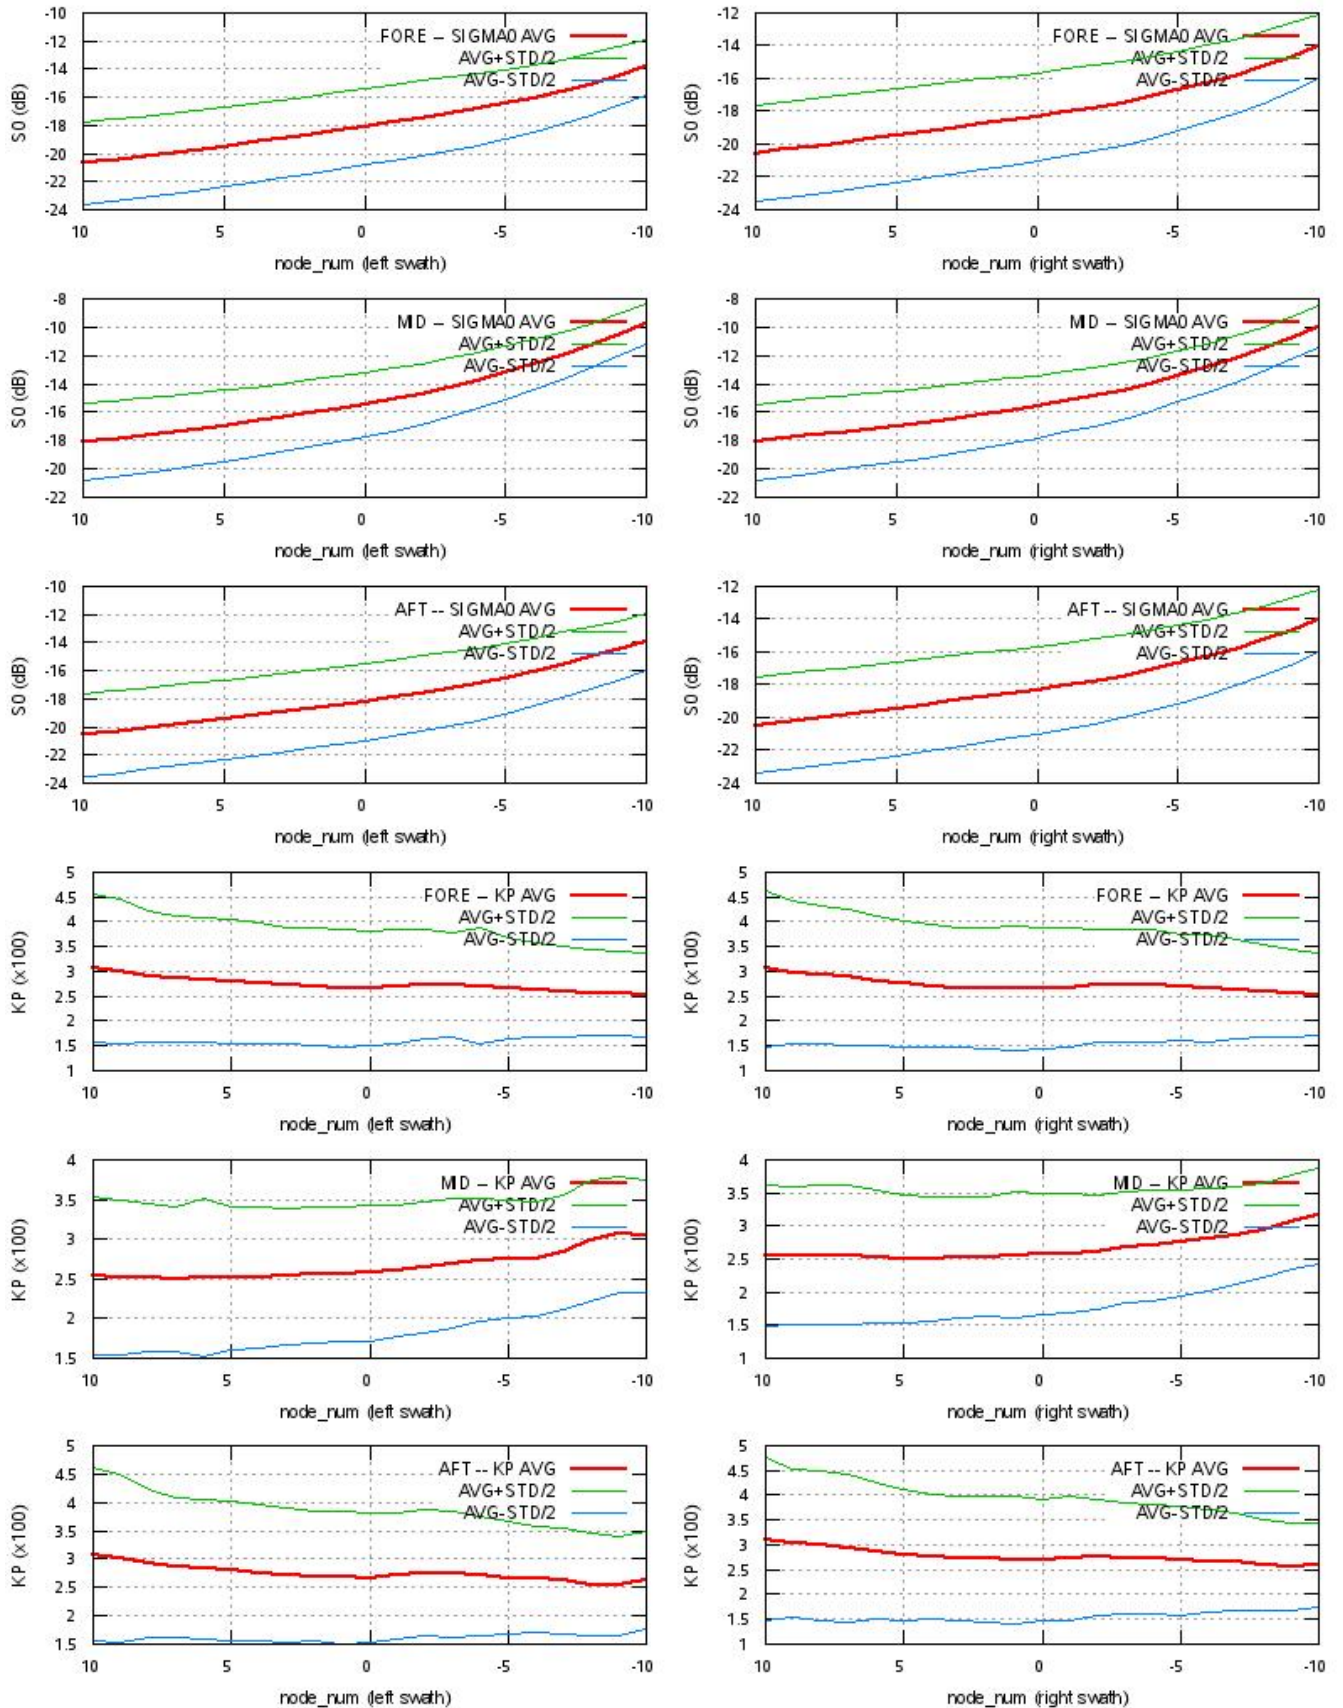 -10
-12
-14
-16
-18
-20
-22
-24
S0 (dB)
FORE – SIGMA0 AVG
AVG+STD/2
AVG-STD/2
10 5 0 -5 -10
node_num (left swath)
-12
-14
-16
-18
-20
-22
-24
S0 (dB)
FORE – SIGMA0 AVG
AVG+STD/2
AVG-STD/2
10 5 0 -5 -10
node_num (right swath)
-8
-10
-12
-14
-16
-18
-20
-22
S0 (dB)
MID – SIGMA0 AVG
AVG+STD/2
AVG-STD/2
10 5 0 -5 -10
node_num (left swath)
-8
-10
-12
-14
-16
-18
-20
-22
S0 (dB)
MID – SIGMA0 AVG
AVG+STD/2
AVG-STD/2
10 5 0 -5 -10
node_num (right swath)
-10
-12
-14
-16
-18
-20
-22
-24
S0 (dB)
AFT -- SIGMA0 AVG
AVG+STD/2
AVG-STD/2
10 5 0 -5 -10
node_num (left swath)
-12
-14
-16
-18
-20
-22
-24
S0 (dB)
AFT -- SIGMA0 AVG
AVG+STD/2
AVG-STD/2
10 5 0 -5 -10
node_num (right swath)
5
4.5
4
3.5
3
2.5
2
1.5
1
KP (x100)
FORE – KP AVG
AVG+STD/2
AVG-STD/2
10 5 0 -5 -10
node_num (left swath)
5
4.5
4
3.5
3
2.5
2
1.5
1
KP (x100)
FORE – KP AVG
AVG+STD/2
AVG-STD/2
10 5 0 -5 -10
node_num (right swath)
4
3.5
3
2.5
2
1.5
KP (x100)
MID – KP AVG
AVG+STD/2
AVG-STD/2
10 5 0 -5 -10
node_num (left swath)
4
3.5
3
2.5
2
1.5
1
KP (x100)
MID – KP AVG
AVG+STD/2
AVG-STD/2
10 5 0 -5 -10
node_num (right swath)
5
4.5
4
3.5
3
2.5
2
1.5
KP (x100)
AFT -- KP AVG
AVG+STD/2
AVG-STD/2
10 5 0 -5 -10
node_num (left swath)
5
4.5
4
3.5
3
2.5
2
1.5
1
KP (x100)
AFT -- KP AVG
AVG+STD/2
AVG-STD/2
10 5 0 -5 -10
node_num (right swath)